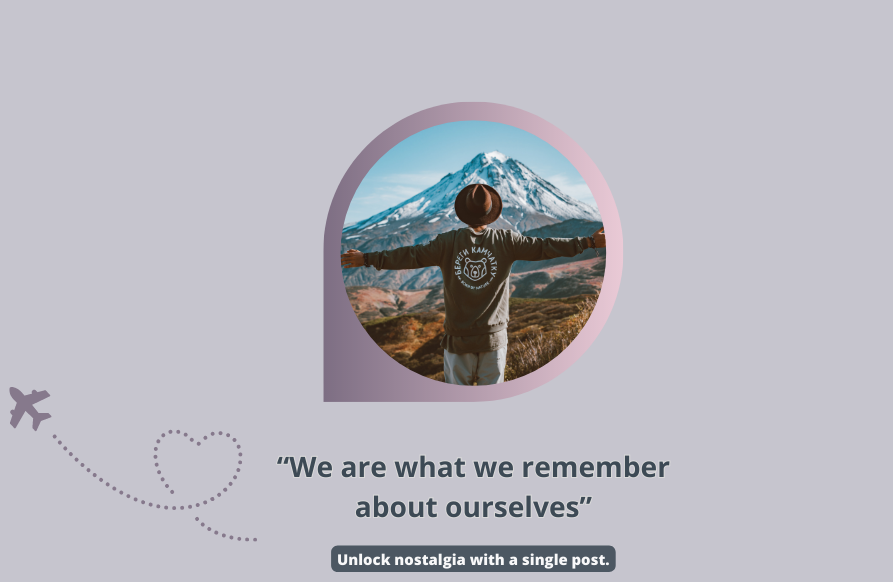 БЕРЕГИ КАМЧАТКУ
“We are what we remember
about ourselves”
Unlock nostalgia with a single post.